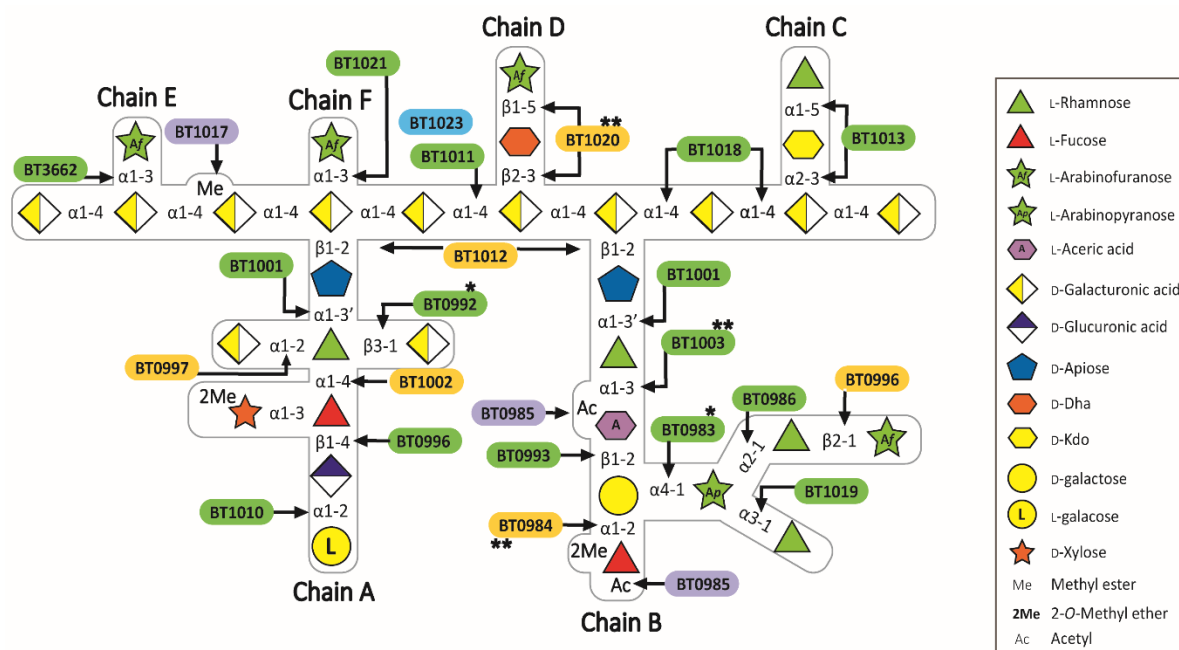 Chain D
Chain C
BT1021
Af
Chain E
Chain F
β1-5
α1-5
BT1017
BT1023
**
BT1020
BT1013
Af
Af
BT1011
BT1018
BT3662
α1-3
Me
α1-3
β2-3
α2-3
α1-4
α1-4
α1-4
α1-4
α1-4
α1-4
α1-4
α1-4
α1-4
β1-2
BT1012
β1-2
BT1001
BT1001
α1-3’
*
BT0992
α1-3’
**
BT1003
α1-2
β3-1
BT0997
α1-4
BT1002
α1-3
BT0996
2Me
α1-3
BT0985
Ac
A
*
BT0983
BT0986
β1-4
BT0996
β2-1
Af
BT0993
β1-2
α4-1
Ap
α2-1
BT1019
BT1010
α1-2
BT0984
**
α1-2
α3-1
L
2Me
Chain A
Ac
BT0985
Chain B
L-Rhamnose
L-Fucose
Af L-Arabinofuranose
Ap L-Arabinopyranose
A L-Aceric acid
D-Galacturonic acid
D-Glucuronic acid
D-Apiose
D-Dha
D-Kdo
D-galactose
L L-galacose
D-Xylose
Me Methyl ester
2Me 2-O-Methyl ether
Ac Acetyl